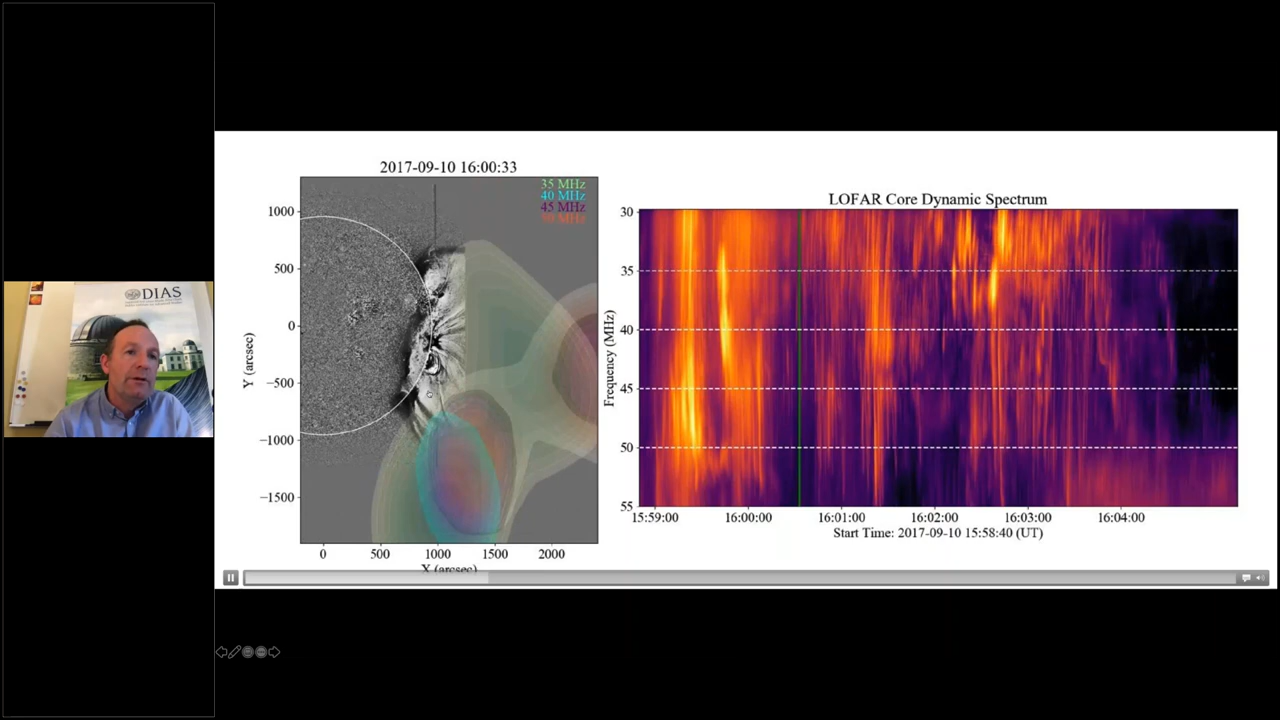 DIAS
2017-09-10 16:00:33
35 MHz
40 MHz
45 MHz
50 MHz
1000
500
0
−500
−1000
−1500
Y (arcsec)
0
500
1000
1500
2000
X (arcsec)
LOFAR Core Dynamic Spectrum
30
35
40
45
50
55
Frequency (MHz)
15:59:00
16:00:00
16:01:00
16:02:00
16:03:00
16:04:00
Start Time: 2017-09-10 15:58:40 (UT)